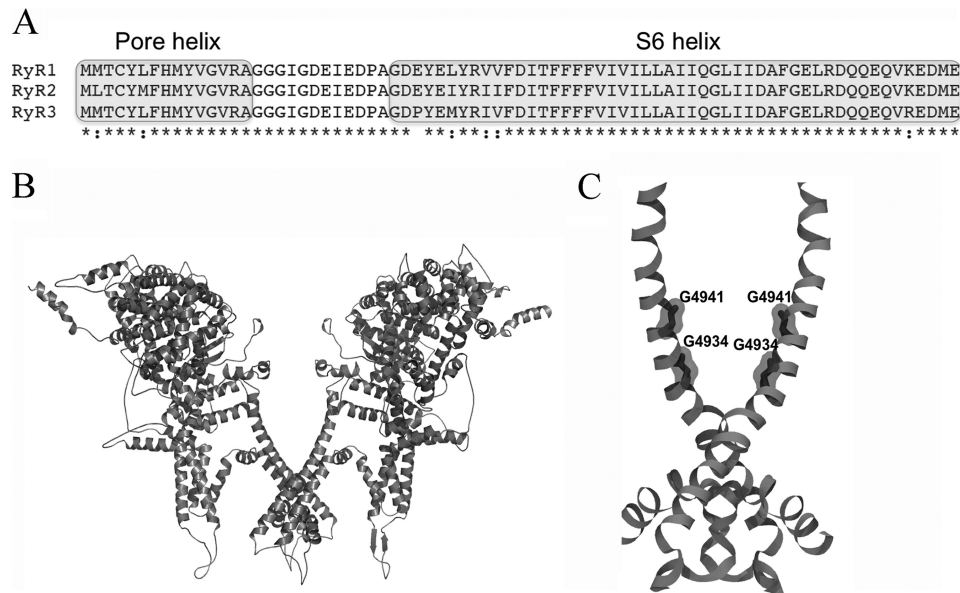 A
Pore helix S6 helix
RyR1 MMTCYLFHMYVGVRAGGGIGDEIEDPAGDEYELYRVVFDITFFFFVIVILLAIIQGLIIDAFGELRDQQEQVKEDME
RyR2 MLTCYMFHMYVGVRAGGGIGDEIEDPAGDEYEIYRIIFDITFFFFVIVILLAIIQGLIIDAFGELRDQQEQVKEDME
RyR3 MMTCYLFHMYVGVRAGGGIGDEIEDPAGDPYEMYRIVFDITFFFFVIVILLAIIQGLIIDAFGELRDQQEQVREDME
*:***:*********************** **:**::***********************************:****
B C
G4941 G4941
G4934 G4934